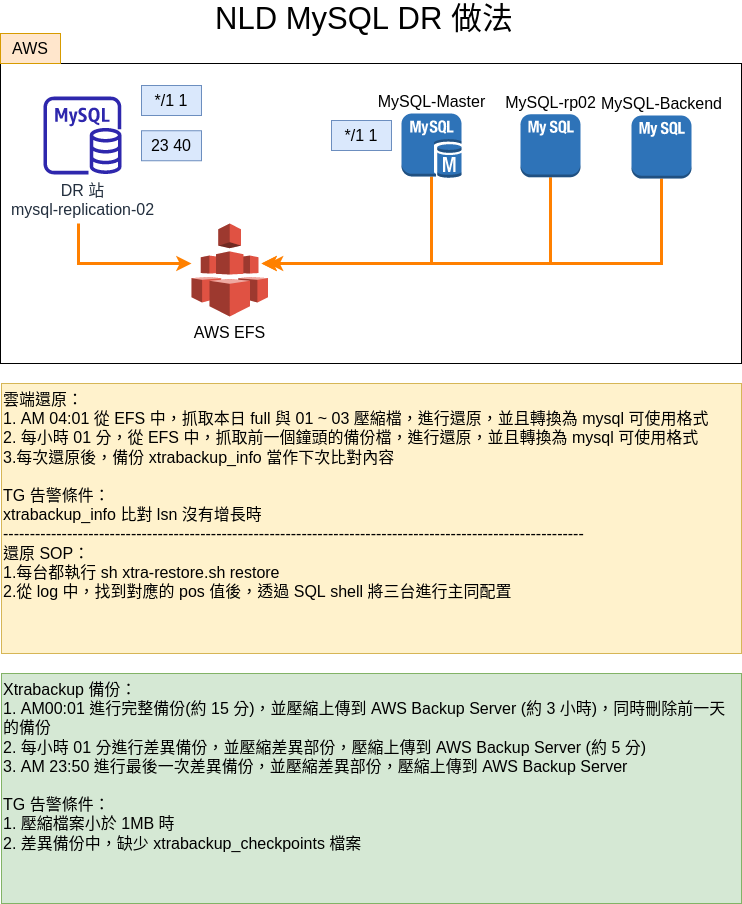 NLD MySQL DR 做法
AWS
*/1 1
23 40
MySQL
DR 站
mysql-replication-02
*/1 1
MySQL-Master
MySQL-rp02
MySQL-Backend
MySQL
M
My SQL
My SQL
AWS EFS
雲端還原：
1. AM 04:01 從 EFS 中，抓取本日 full 與 01 ~ 03 壓縮檔，進行還原，並且轉換為 mysql 可使用格式
2. 每小時 01 分，從 EFS 中，抓取前一個鐘頭的備份檔，進行還原，並且轉換為 mysql 可使用格式
3.每次還原後，備份 xtrabackup_info 當作下次比對內容
TG 告警條件：
xtrabackup_info 比對 lsn 沒有增長時
------------------------------------------------------------------------------------------------------------
還原 SOP：
1.每台都執行 sh xtra-restore.sh restore
2.從 log 中，找到對應的 pos 值後，透過 SQL shell 將三台進行主同配置
Xtrabackup 備份：
1. AM00:01 進行完整備份(約 15 分)，並壓縮上傳到 AWS Backup Server (約 3 小時)，同時刪除前一天
的備份
2. 每小時 01 分進行差異備份，並壓縮差異部份，壓縮上傳到 AWS Backup Server (約 5 分)
3. AM 23:50 進行最後一次差異備份，並壓縮差異部份，壓縮上傳到 AWS Backup Server
TG 告警條件：
1. 壓縮檔案小於 1MB 時
2. 差異備份中，缺少 xtrabackup_checkpoints 檔案